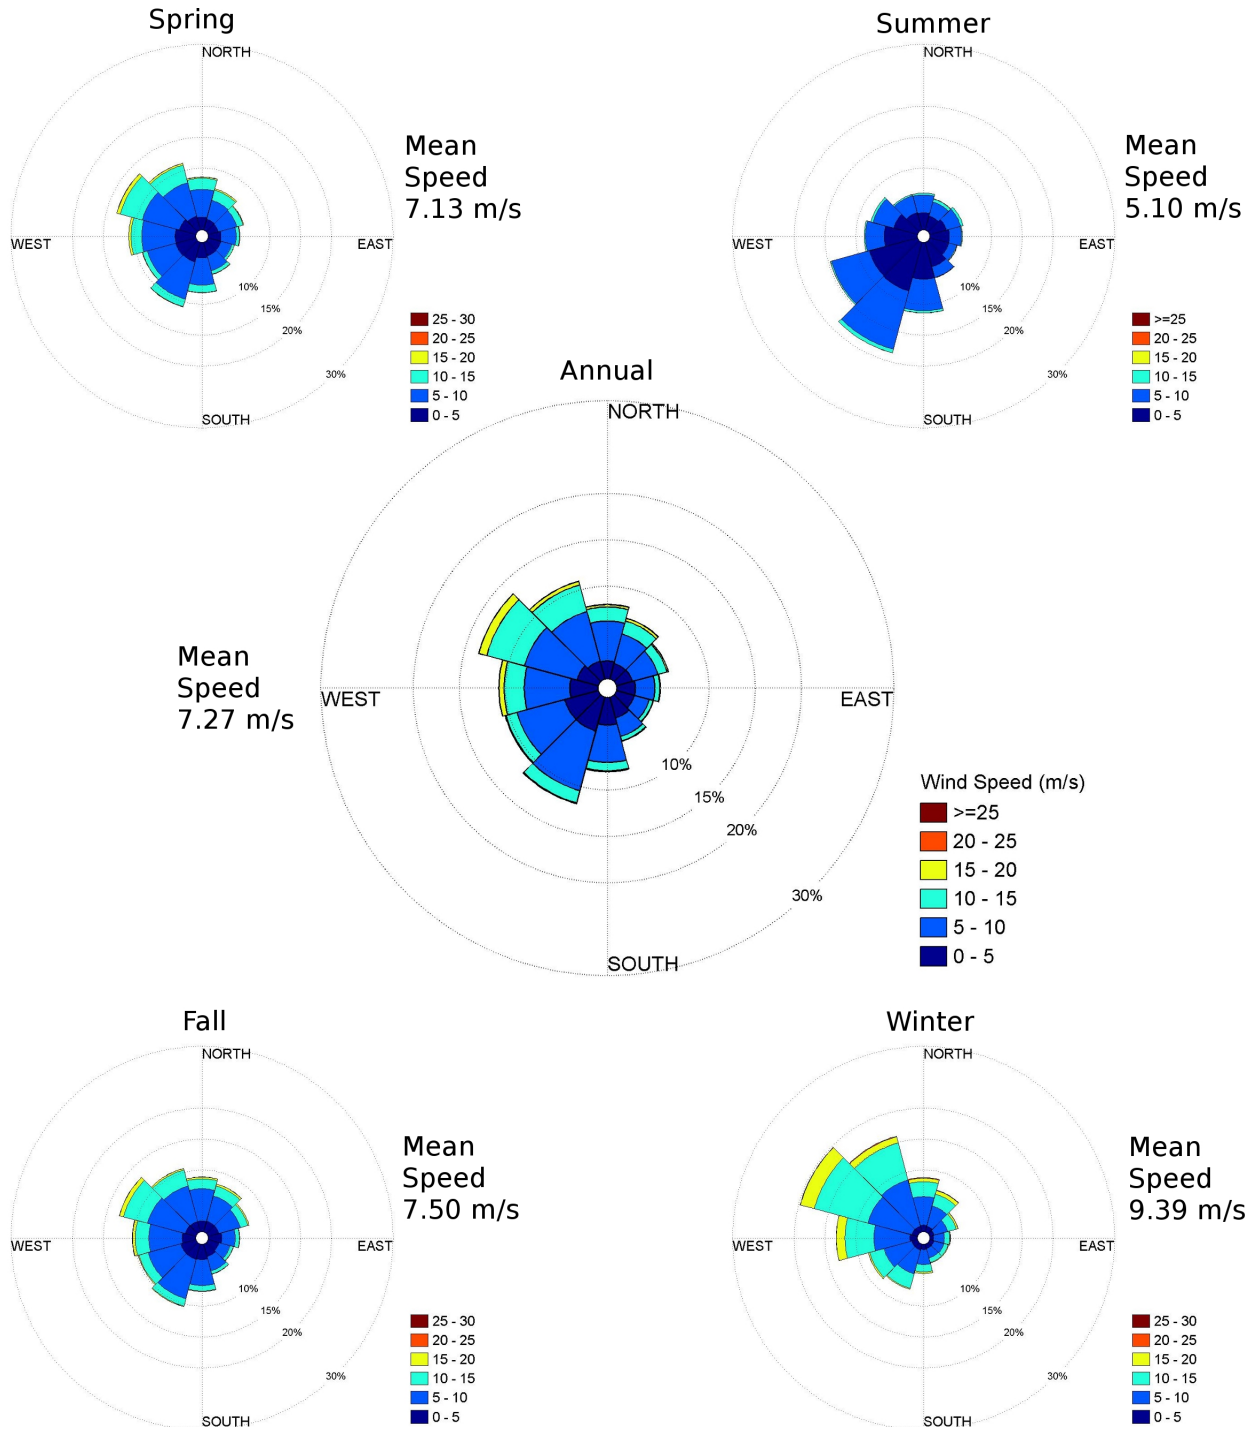 Spring
NORTH
WEST
EAST
SOUTH
10%
15%
20%
30%
Mean
Speed
7.13 m/s
25 - 30
20 - 25
15 - 20
10 - 15
5 - 10
0 - 5
Summer
NORTH
WEST
EAST
SOUTH
10%
15%
20%
30%
Mean
Speed
5.10 m/s
>=25
20 - 25
15 - 20
10 - 15
5 - 10
0 - 5
Annual
NORTH
WEST
EAST
SOUTH
10%
15%
20%
30%
Mean
Speed
7.27 m/s
Wind Speed (m/s)
>=25
20 - 25
15 - 20
10 - 15
5 - 10
0 - 5
Fall
NORTH
WEST
EAST
SOUTH
10%
15%
20%
30%
Mean
Speed
7.50 m/s
25 - 30
20 - 25
15 - 20
10 - 15
5 - 10
0 - 5
Winter
NORTH
WEST
EAST
SOUTH
10%
15%
20%
30%
Mean
Speed
9.39 m/s
25 - 30
20 - 25
15 - 20
10 - 15
5 - 10
0 - 5